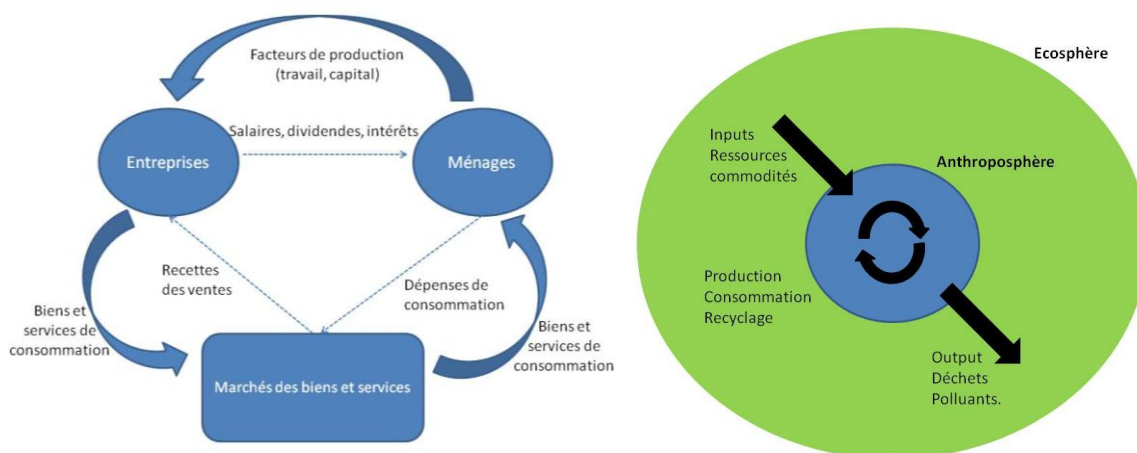 Facteurs de production
(travail, capital)
Salaires, dividendes, intérêts
Entreprises
Ménages
Recettes
des ventes
Dépenses de
consommation
Biens et
services de
consommation
Biens et
services de
consommation
Marchés des biens et services
Ecosphère
Inputs
Ressources
commodités
Anthroposphère
Production
Consommation
Recyclage
Output
Déchets
Polluants.